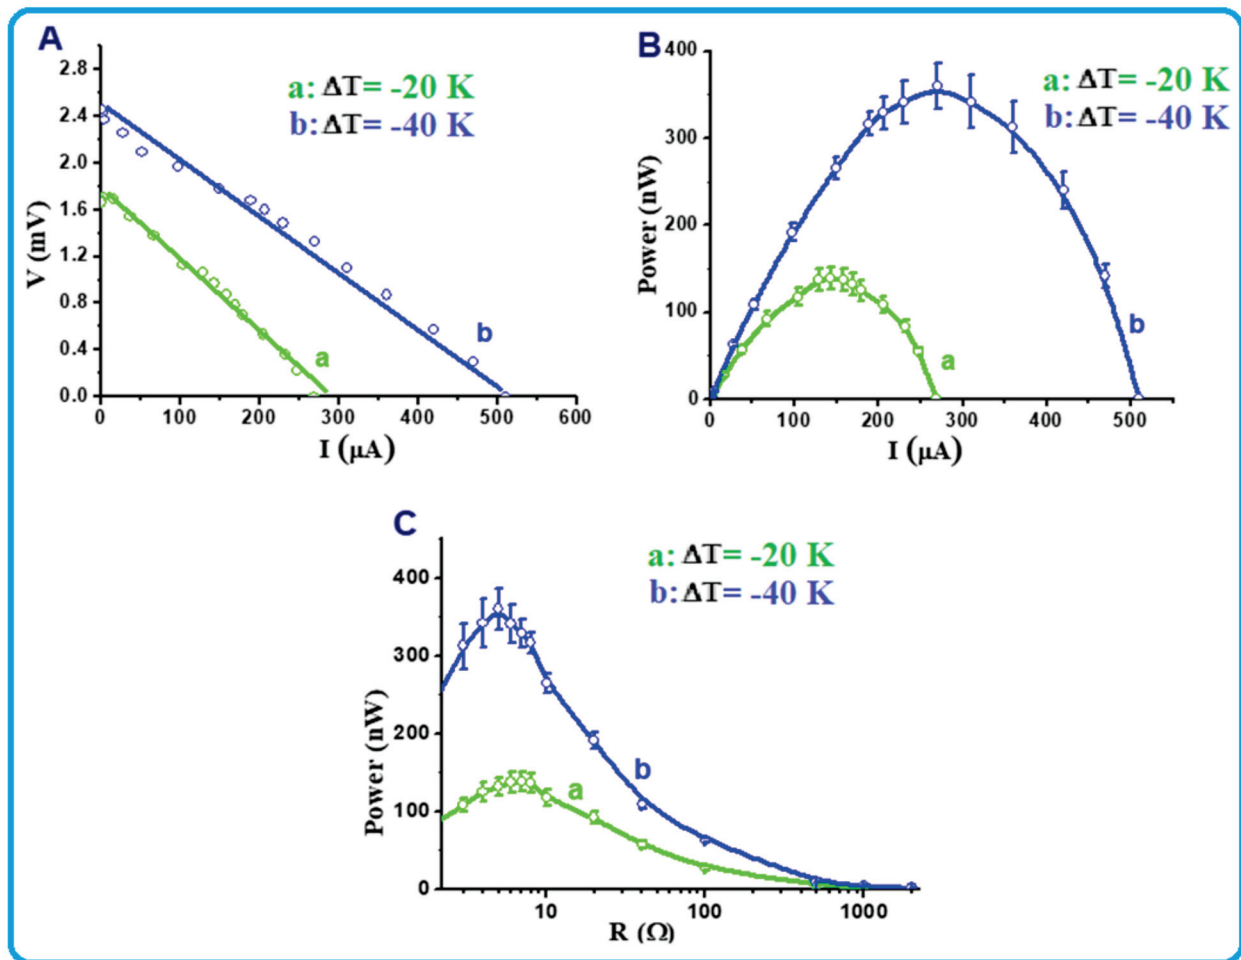 A
a: ΔT= -20 K
b: ΔT= -40 K
2.8
2.4
2.0
1.6
1.2
0.8
0.4
0.0
V (mV)
b
a
0 100 200 300 400 500 600
I (μA)
B
a: ΔT= -20 K
b: ΔT= -40 K
400
300
200
100
0
Power (nW)
b
a
0 100 200 300 400 500
I (μA)
C
a: ΔT= -20 K
b: ΔT= -40 K
400
300
200
100
0
Power (nW)
b
a
10 100 1000
R (Ω)